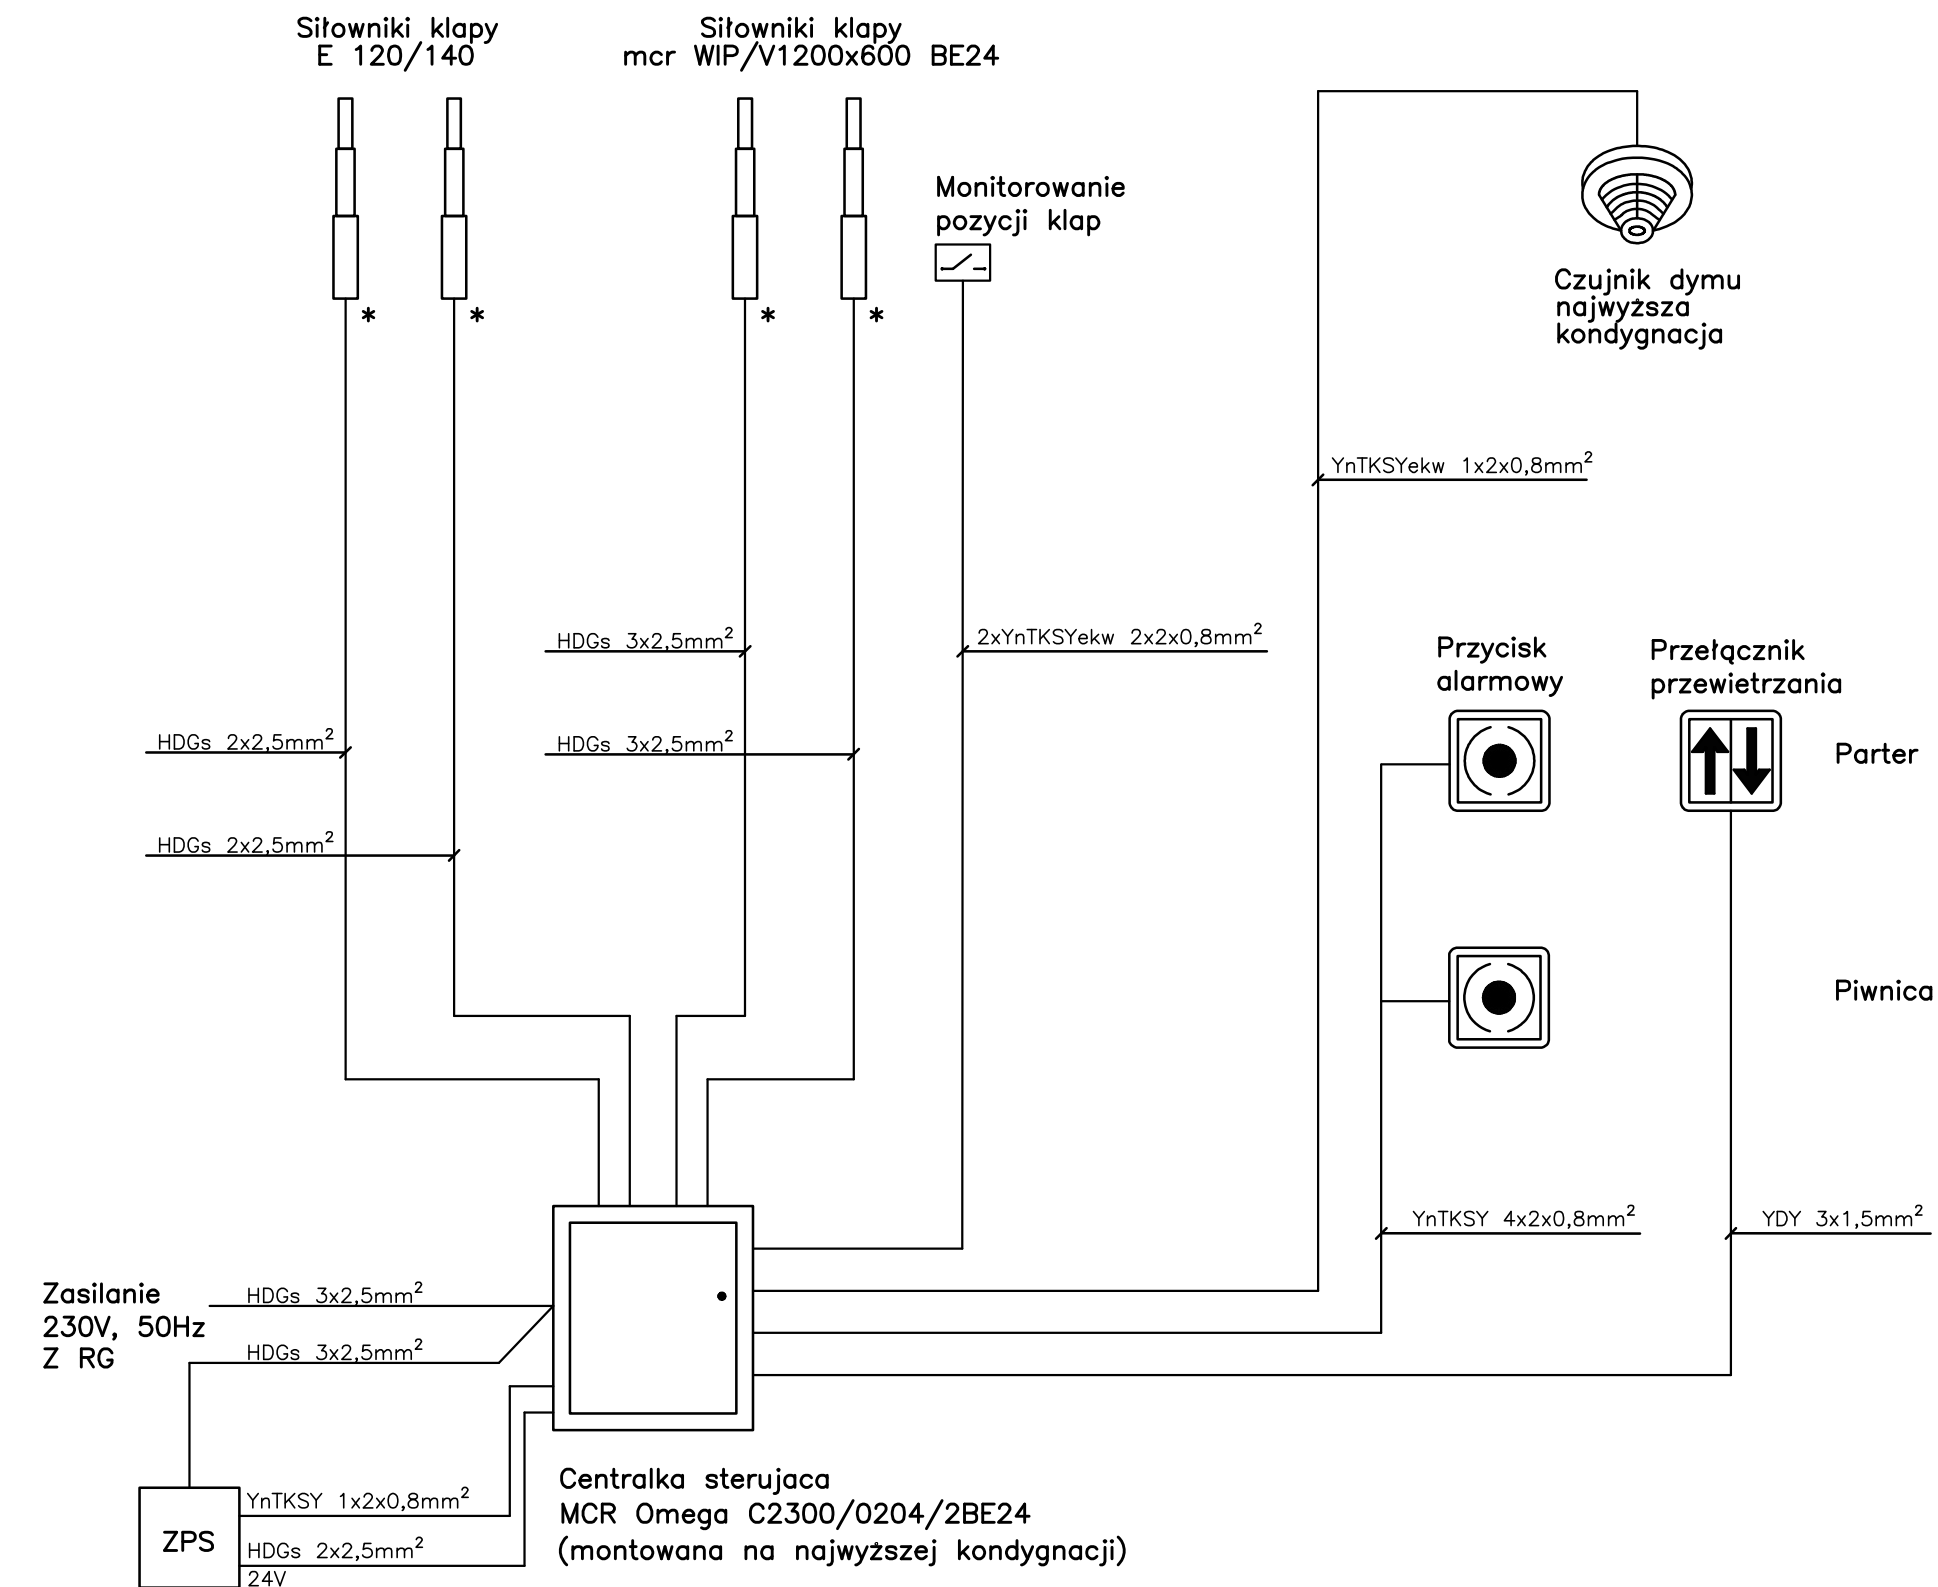 Siłowniki klapy
E 120/140
Siłowniki klapy
mcr WIP/V1200x600 BE24
Monitorowanie
pozycji klap
*
*
*
*
Czujnik dymu
najwyższa
kondygnacja
YnTKSYekw 1x2x0,8mm²
HDGs 3x2,5mm²
2xYnTKSYekw 2x2x0,8mm²
Przycisk
alarmowy
Przełącznik
przewietrzania
HDGs 2x2,5mm²
HDGs 3x2,5mm²
Parter
HDGs 2x2,5mm²
Piwnica
YnTKSY 4x2x0,8mm²
YDY 3x1,5mm²
Zasilanie
230V, 50Hz
Z RG
HDGs 3x2,5mm²
HDGs 3x2,5mm²
Centralka sterujaca
MCR Omega C2300/0204/2BE24
(montowana na najwyższej kondygnacji)
YnTKSY 1x2x0,8mm²
ZPS
HDGs 2x2,5mm²
24V